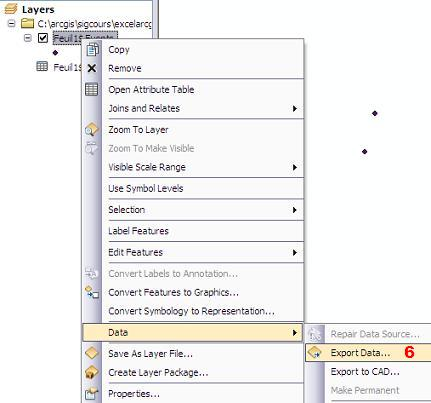 Layers
C:\arcgis\sigcours\excelarcg
Feuil1$ Events
Feuil1$
Copy
Remove
Open Attribute Table
Joins and Relates
Zoom To Layer
Zoom To Make Visible
Visible Scale Range
Use Symbol Levels
Selection
Label Features
Edit Features
Convert Labels to Annotation...
Convert Features to Graphics...
Convert Symbology to Representation...
Data
Save As Layer File...
Create Layer Package...
Properties...
Repair Data Source...
Export Data... 6
Export to CAD...
Make Permanent